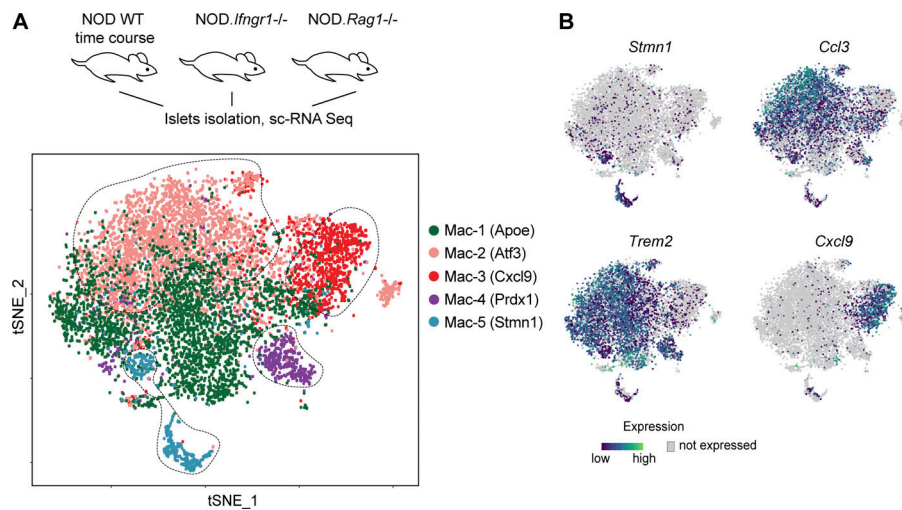 A
NOD WT
time course
NOD.Ifngr1-/-
NOD.Rag1-/-
Islets isolation, sc-RNA Seq
tSNE_2
tSNE_1
Mac-1 (Apoe)
Mac-2 (Atf3)
Mac-3 (Cxcl9)
Mac-4 (Prdx1)
Mac-5 (Stmn1)
B
Stmn1
Ccl3
Trem2
Cxcl9
Expression
low high
not expressed